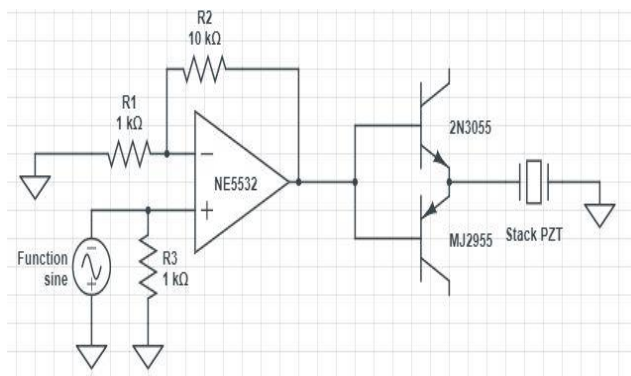 R2
10 kΩ
R1
1 kΩ
2N3055
NE5532
Function
sine
R3
1 kΩ
MJ2955
Stack PZT